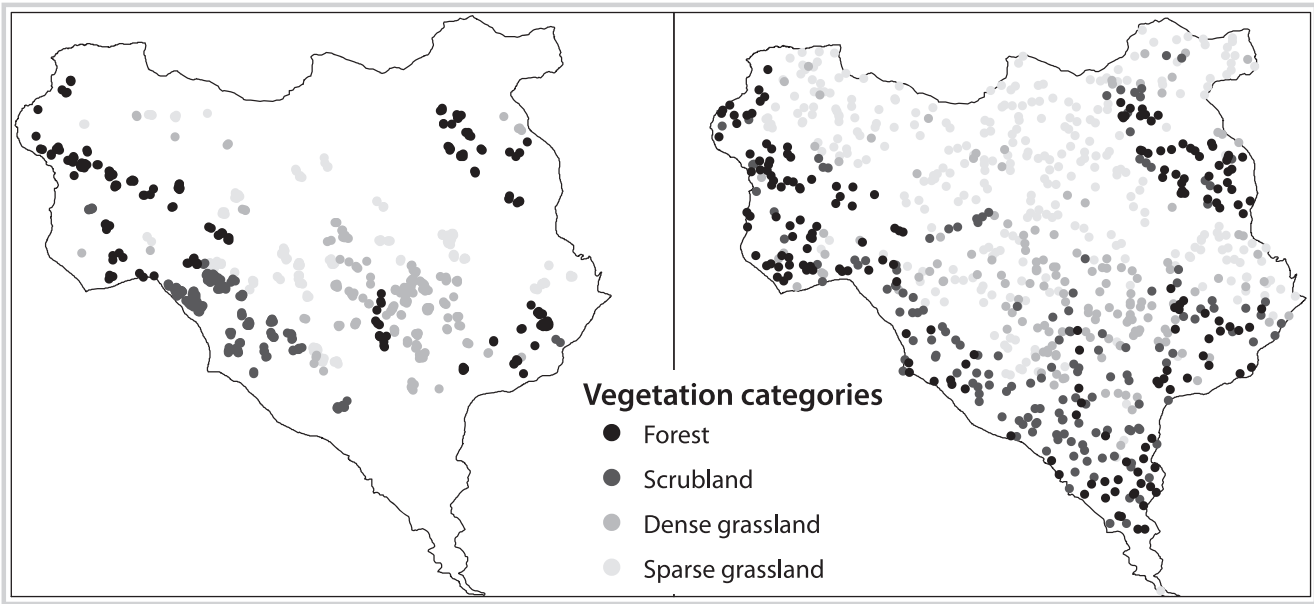 Vegetation categories
Forest
Scrubland
Dense grassland
Sparse grassland